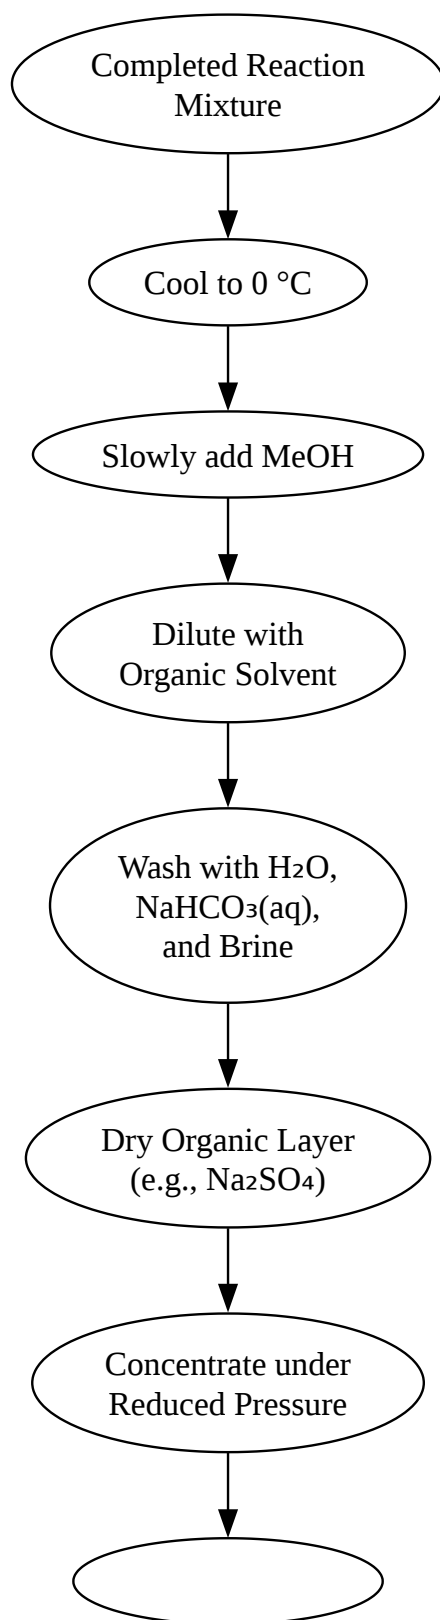 Completed Reaction
Mixture
Cool to 0 °C
Slowly add MeOH
Dilute with
Organic Solvent
Wash with H₂O,
NaHCO₃(aq),
and Brine
Dry Organic Layer
(e.g., Na₂SO₄)
Concentrate under
Reduced Pressure